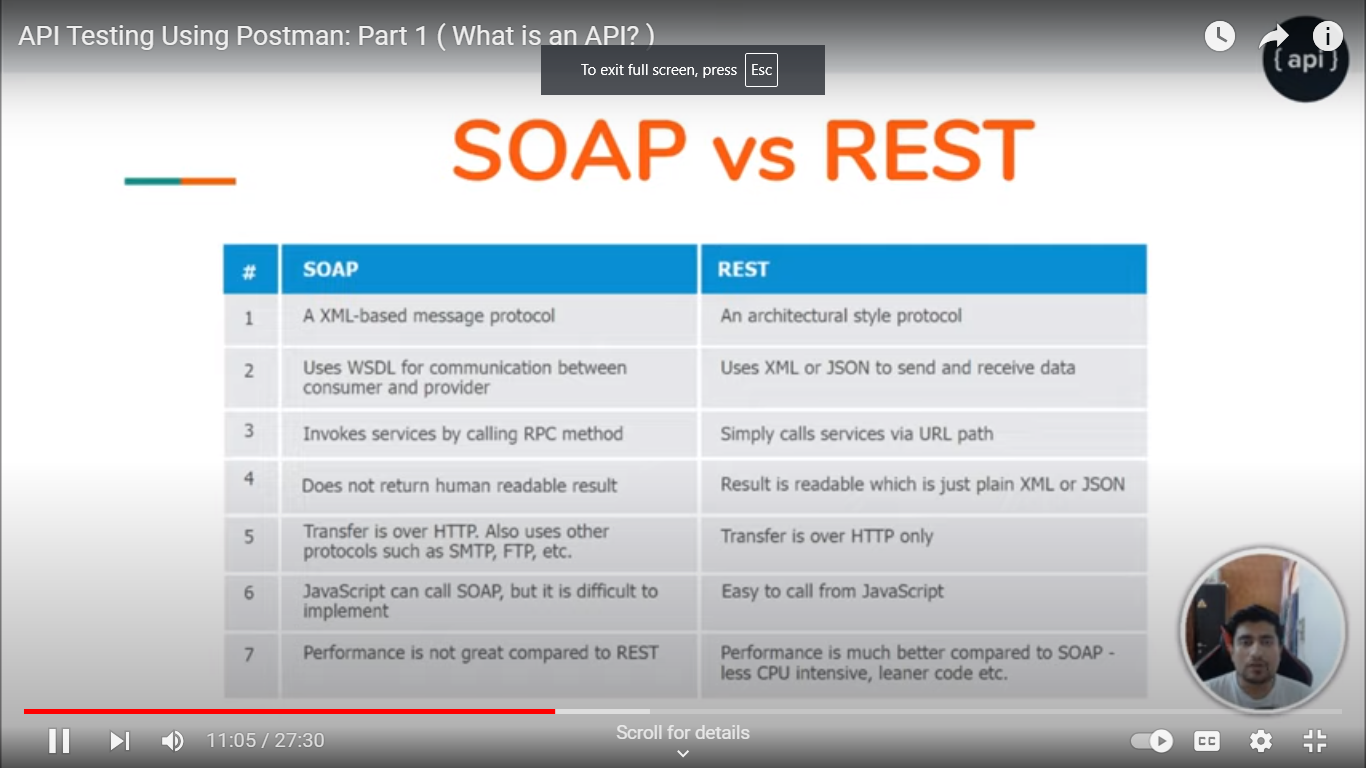 API Testing Using Postman: Part 1 ( What is an API? )
{ api }
To exit full screen, press Esc
SOAP vs REST
# SOAP REST
1 A XML-based message protocol An architectural style protocol
2 Uses WSDL for communication between Uses XML or JSON to send and receive data
consumer and provider
3 Invokes services by calling RPC method Simply calls services via URL path
4 Does not return human readable result Result is readable which is just plain XML or JSON
5 Transfer is over HTTP. Also uses other Transfer is over HTTP only
protocols such as SMTP, FTP, etc.
6 JavaScript can call SOAP, but it is difficult to Easy to call from JavaScript
implement
7 Performance is not great compared to REST Performance is much better compared to SOAP -
less CPU intensive, leaner code etc.
11:05 / 27:30
Scroll for details
CC